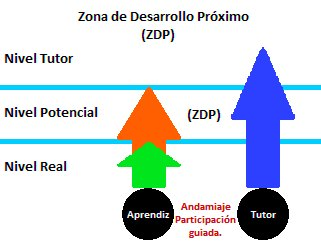 Zona de Desarrollo Próximo
(ZDP)
Nivel Tutor
Nivel Potencial
(ZDP)
Nivel Real
Aprendiz
Andamiaje
Participación
guiada.
Tutor